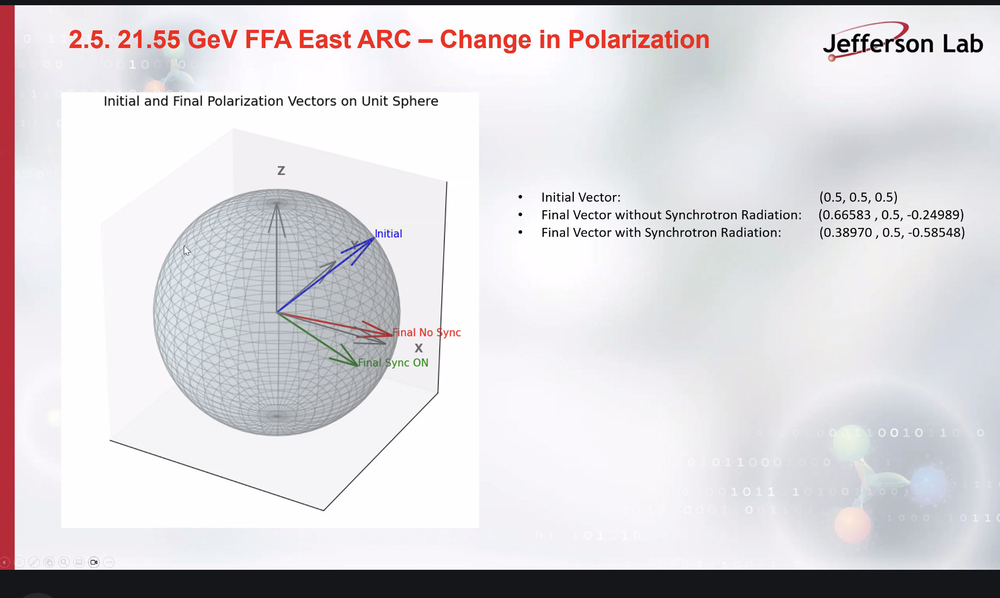 2.5. 21.55 GeV FFA East ARC – Change in Polarization
Jefferson Lab
Initial and Final Polarization Vectors on Unit Sphere
Z
Initial
Y
Final No Sync
X
Final Sync ON
• Initial Vector: (0.5, 0.5, 0.5)
• Final Vector without Synchrotron Radiation: (0.66583 , 0.5, -0.24989)
• Final Vector with Synchrotron Radiation: (0.38970 , 0.5, -0.58548)